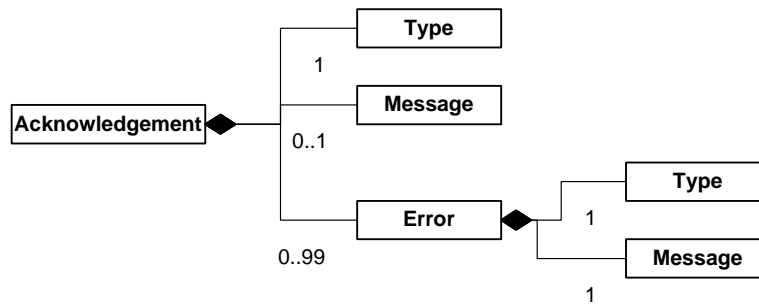 Type
1
Message
Acknowledgement
0..1
Type
Error
1
0..99
Message
1